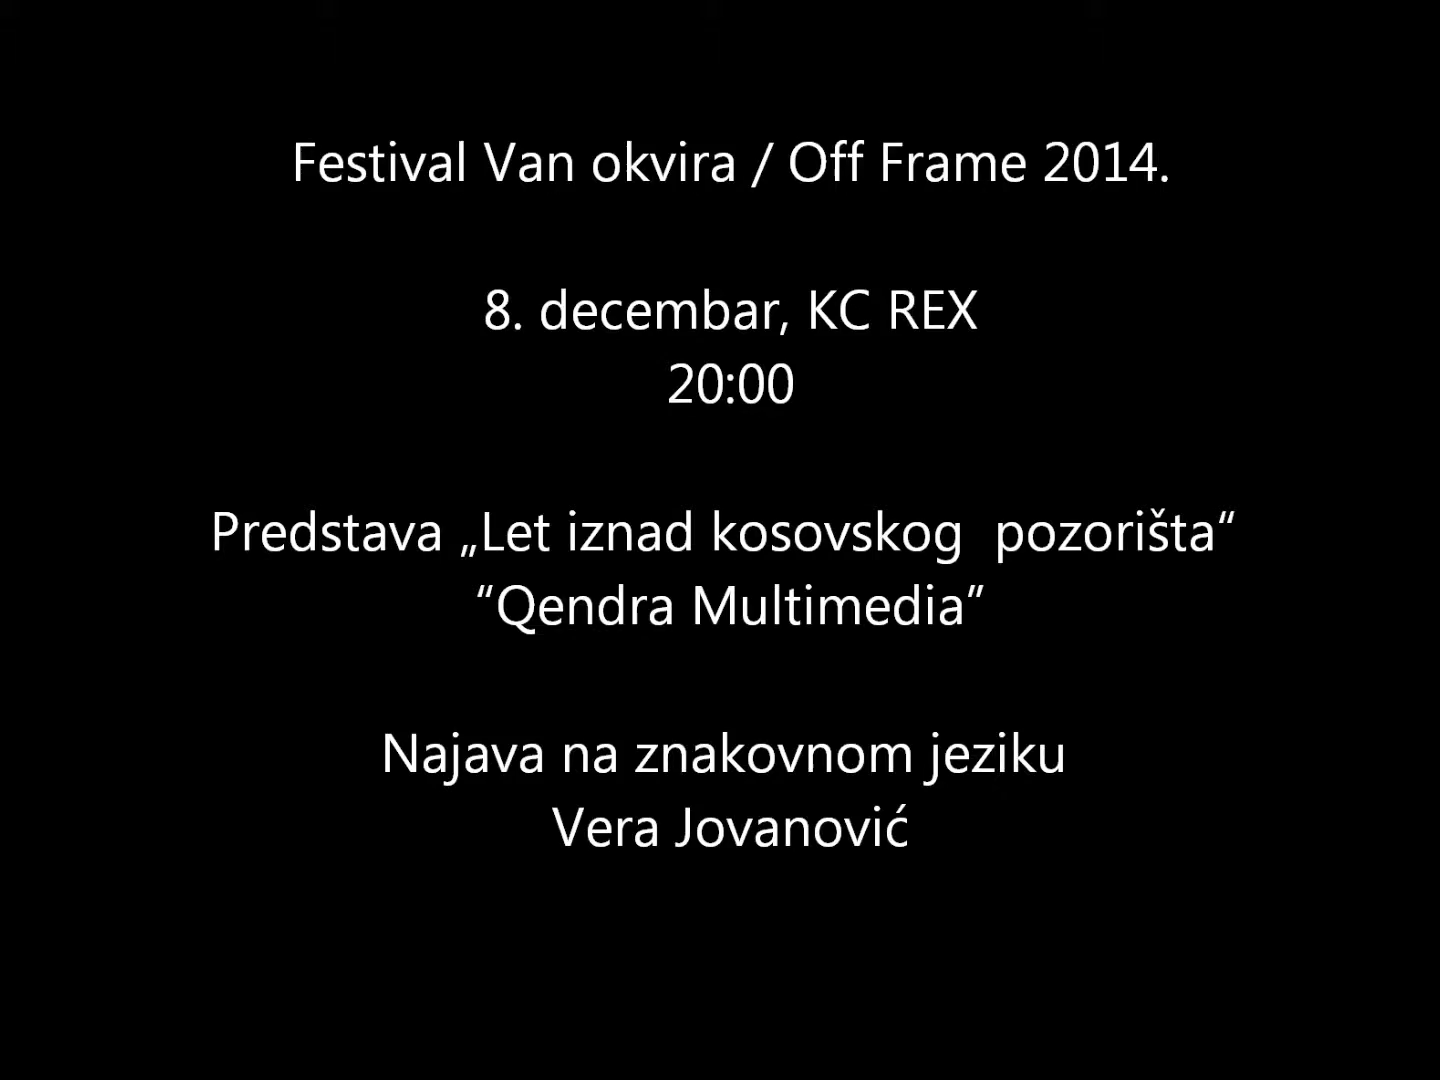 Festival Van okvira / Off Frame 2014.
8. decembar, KC REX
20:00
Predstava „Let iznad kosovskog  pozorišta“
“Qendra Multimedia”
Najava na znakovnom jeziku
Vera Jovanović